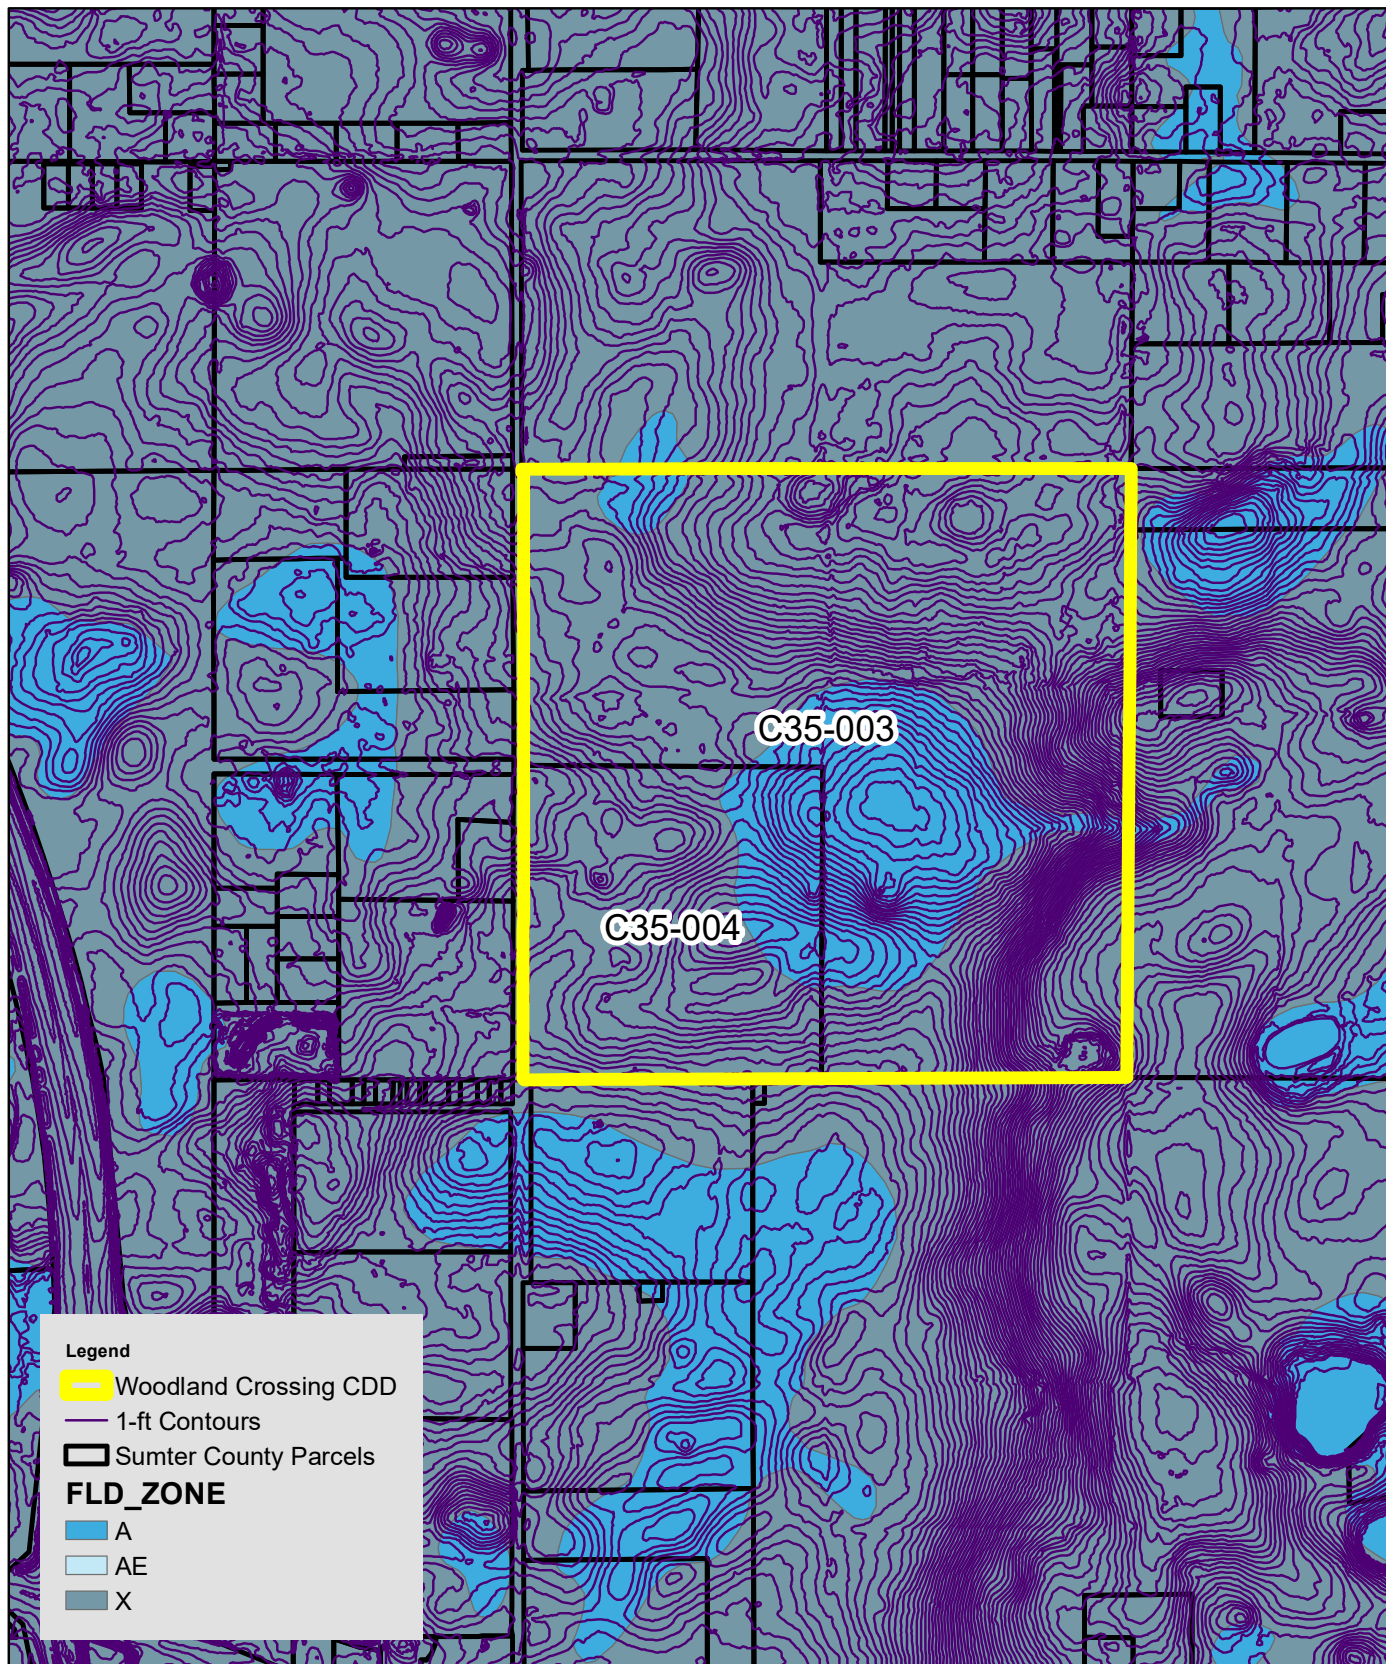 C35-003
C35-004
Legend
Woodland Crossing CDD
1-ft Contours
Sumter County Parcels
FLD_ZONE
A
AE
X